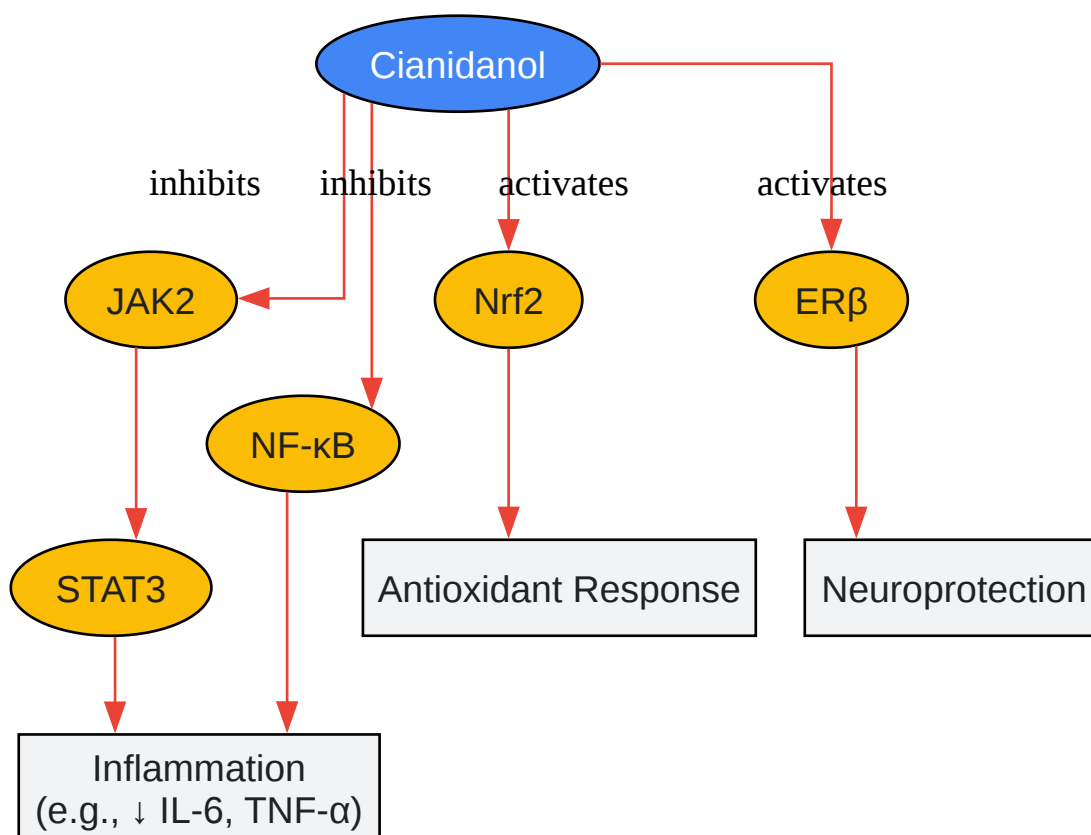 Cianidanol
inhibits
inhibits
activates
activates
JAK2
Nrf2
ERβ
NF-κB
STAT3
Antioxidant Response
Neuroprotection
Inflammation
(e.g., ↓ IL-6, TNF-α)